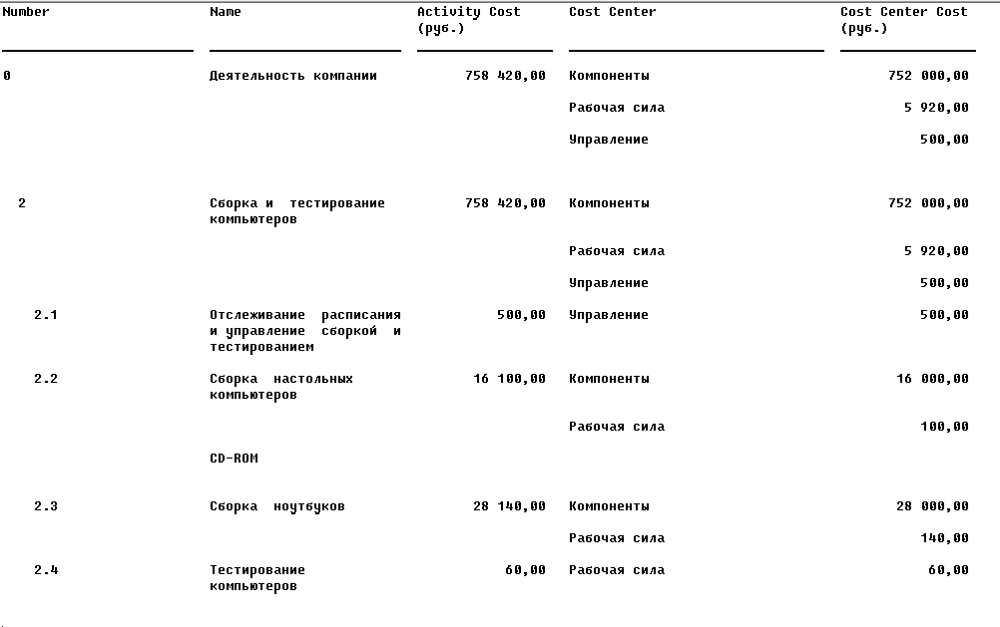 Number Name Activity Cost Cost Center Cost Center Cost
(руб.) (руб.)
0 Деятельность компании 758 420,00 Компоненты 752 000,00
Рабочая сила 5 920,00
Управление 500,00
2 Сборка и тестирование 758 420,00 Компоненты 752 000,00
компьютеров
Рабочая сила 5 920,00
Управление 500,00
2.1 Отслеживание расписания 500,00 Управление 500,00
и управление сборкой и
тестированием
2.2 Сборка настольных 16 100,00 Компоненты 16 000,00
компьютеров
Рабочая сила 100,00
CD-ROM
2.3 Сборка ноутбуков 28 140,00 Компоненты 28 000,00
Рабочая сила 140,00
2.4 Тестирование 60,00 Рабочая сила 60,00
компьютеров